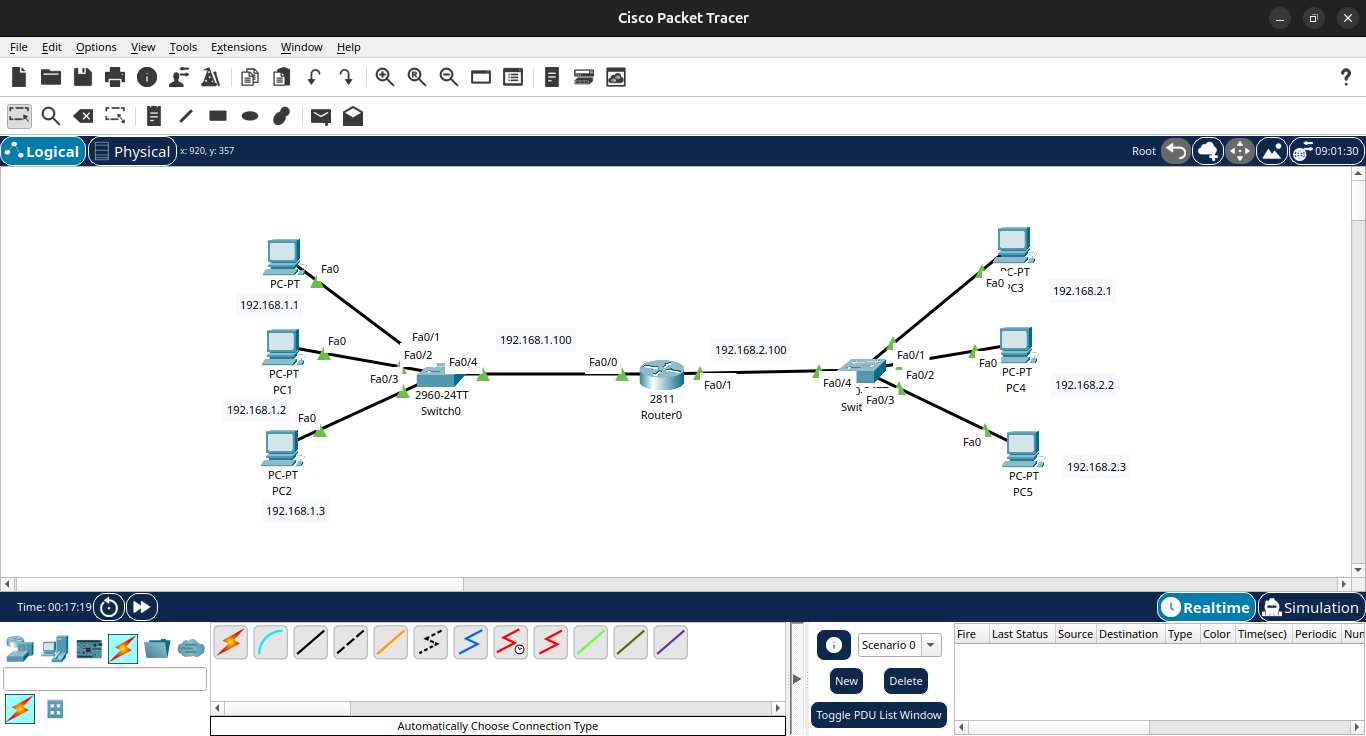 Cisco Packet Tracer
File Edit Options View Tools Extensions Window Help
Logical Physical x: 920, y: 357 Root 09:01:30
Fa0
PC-PT
192.168.1.1
Fa0
PC-PT
PC1
192.168.1.2
Fa0
PC-PT
PC2
192.168.1.3
Fa0/1
Fa0/2
Fa0/3
Fa0/4
2960-24TT
Switch0
192.168.1.100
Fa0/0
2811
Router0
Fa0/1
192.168.2.100
Fa0/4
Fa0/1
Fa0/2
Fa0/3
Swit
Fa0
PC-PT
PC3
192.168.2.1
Fa0
PC-PT
PC4
192.168.2.2
Fa0
PC-PT
PC5
192.168.2.3
Time: 00:17:19 Realtime Simulation
Scenario 0
New Delete
Toggle PDU List Window
Fire Last Status Source Destination Type Color Time(sec) Periodic Nun
Automatically Choose Connection Type